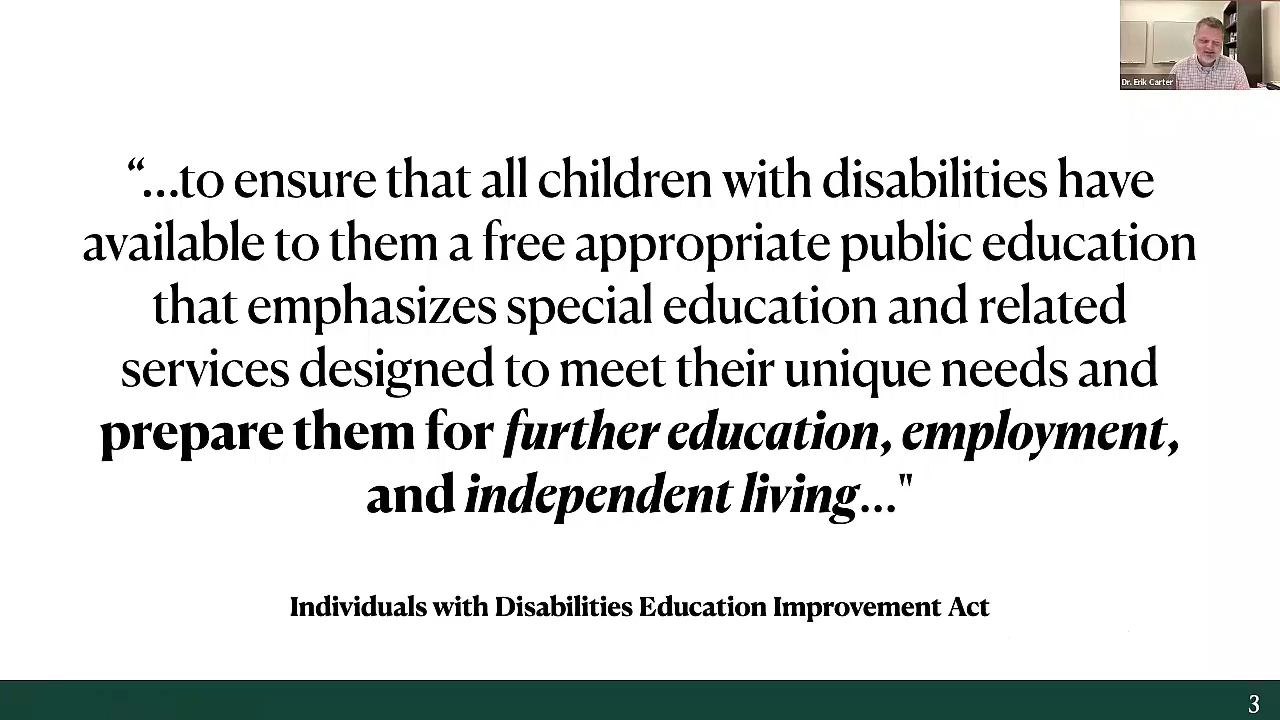 Dr. Erik Carter
“...to ensure that all children with disabilities have
available to them a free appropriate public education
that emphasizes special education and related
services designed to meet their unique needs and
prepare them for further education, employment,
and independent living..."
Individuals with Disabilities Education Improvement Act
3